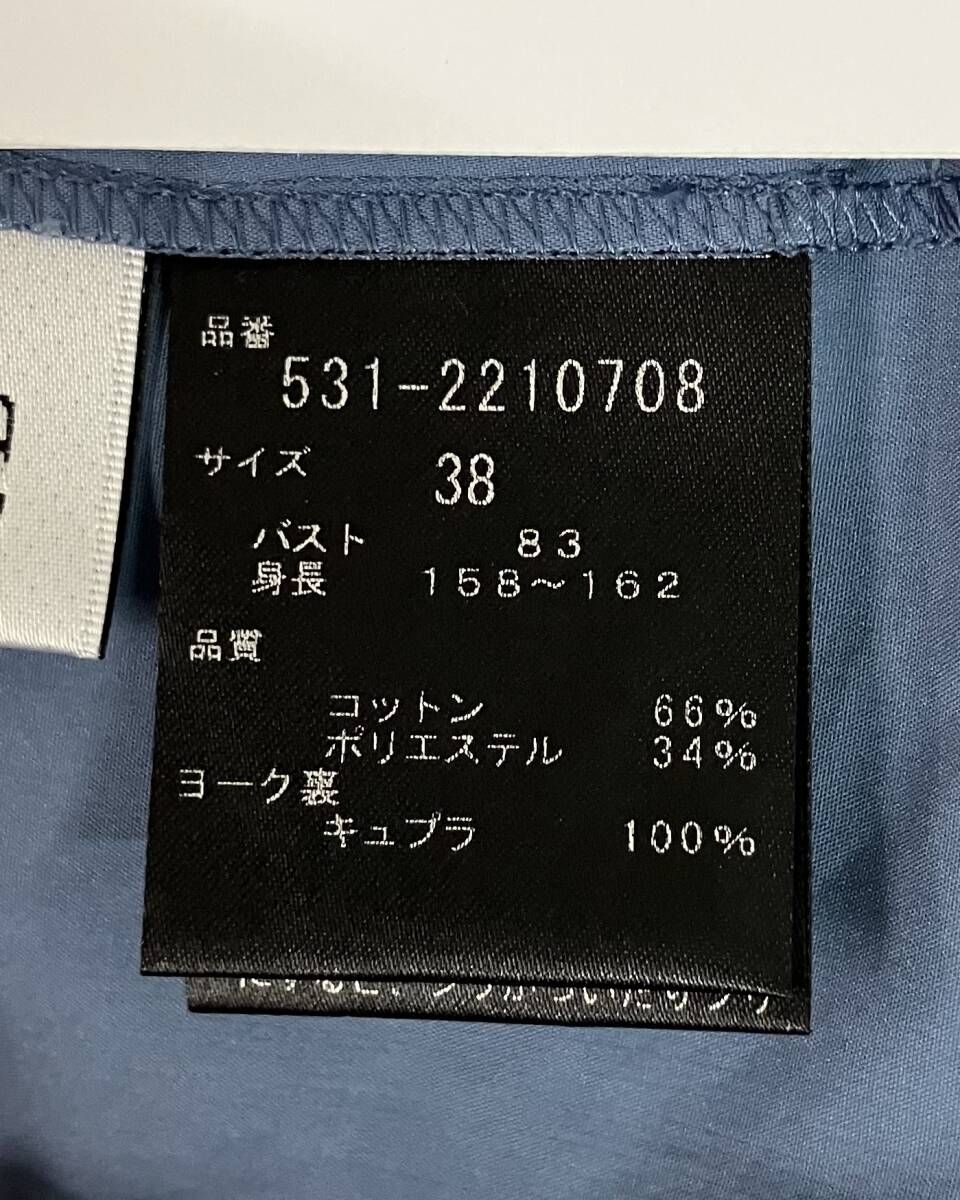 品番
531-2210708
サイズ 38
バスト 83
身長 158~162
品質
コットン 66%
ポリエステル 34%
ヨーク裏
キュプラ 100%